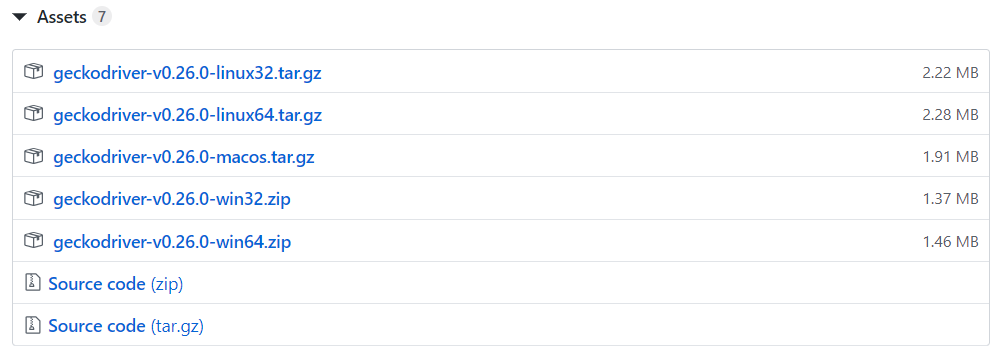 Assets 7
geckodriver-v0.26.0-linux32.tar.gz 2.22 MB
geckodriver-v0.26.0-linux64.tar.gz 2.28 MB
geckodriver-v0.26.0-macos.tar.gz 1.91 MB
geckodriver-v0.26.0-win32.zip 1.37 MB
geckodriver-v0.26.0-win64.zip 1.46 MB
Source code (zip)
Source code (tar.gz)